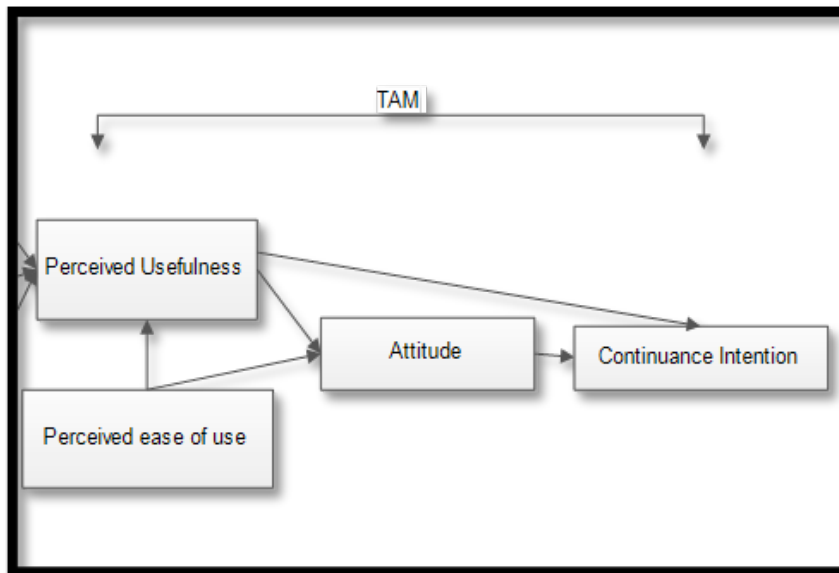 TAM
Perceived Usefulness
Attitude
Continuance Intention
Perceived ease of use